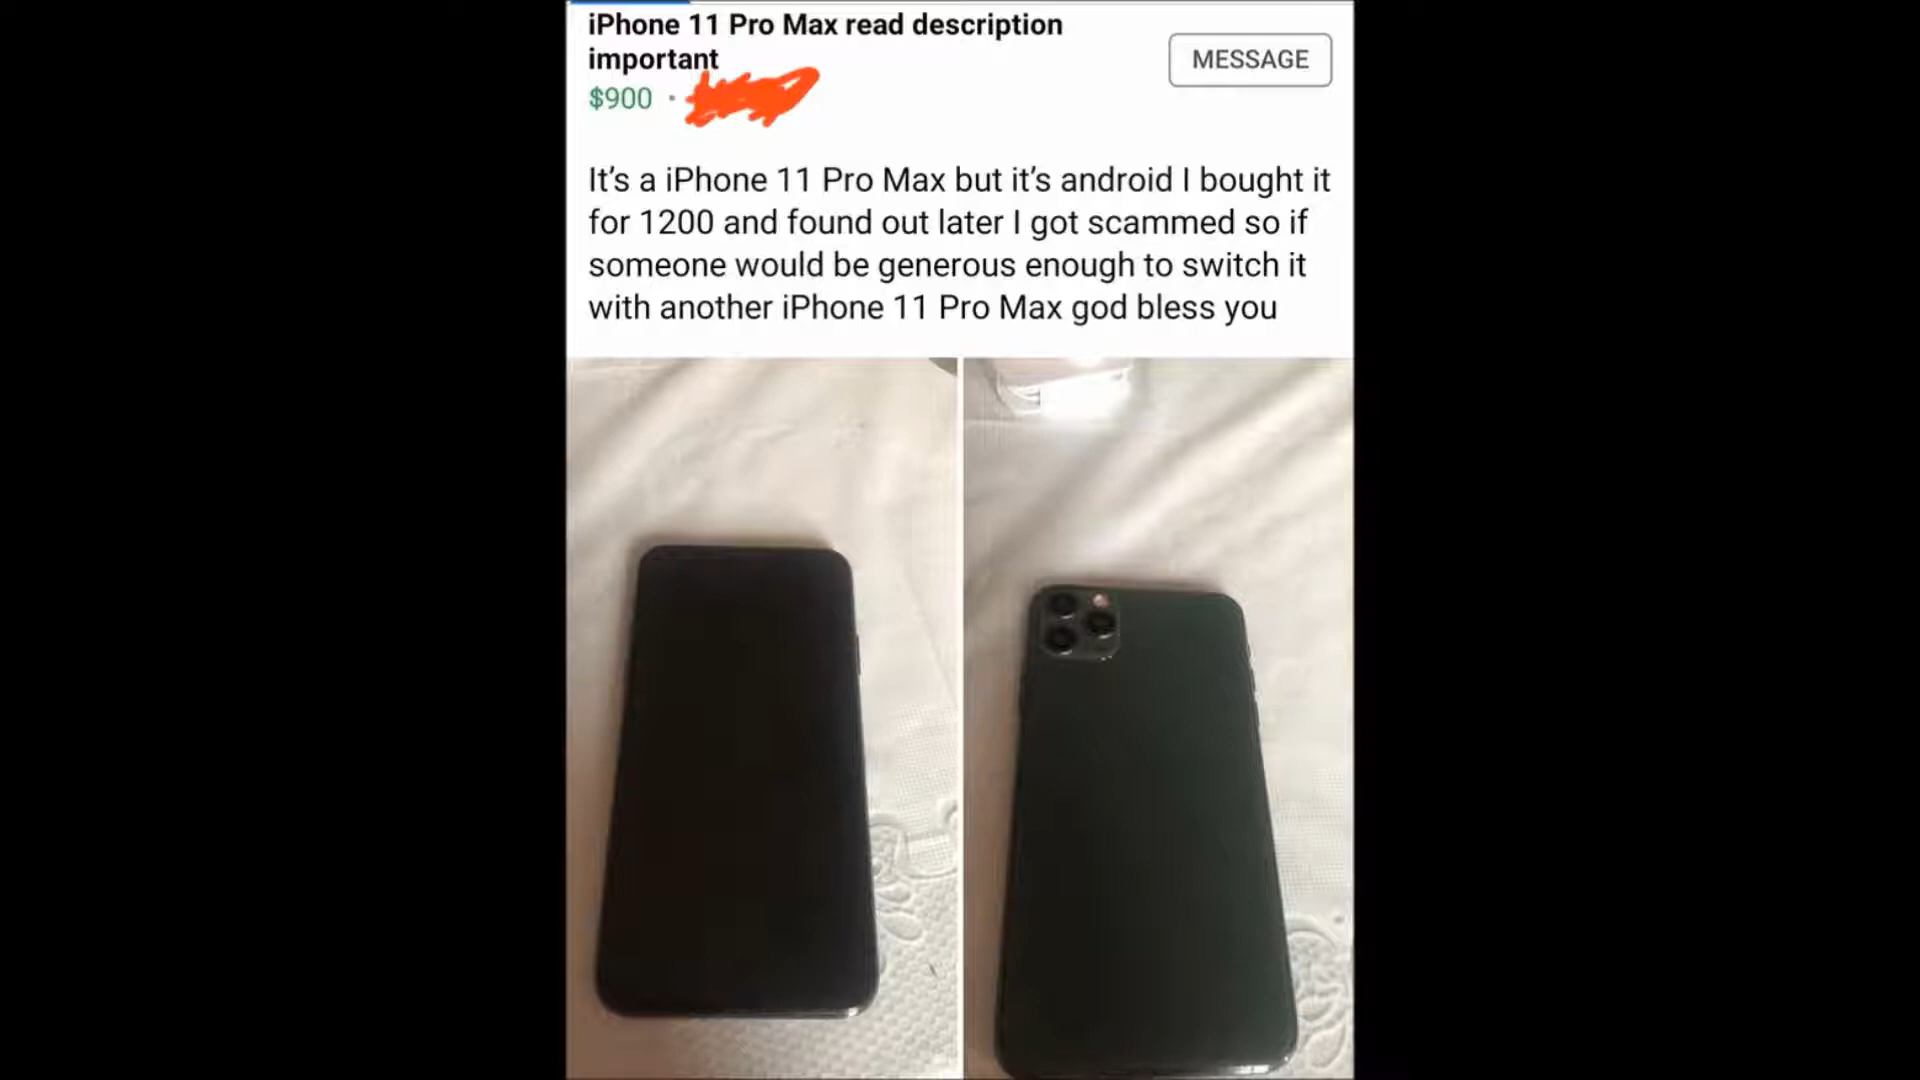 iPhone 11 Pro Max read description
important
MESSAGE
$900 •
It's a iPhone 11 Pro Max but it's android I bought it
for 1200 and found out later I got scammed so if
someone would be generous enough to switch it
with another iPhone 11 Pro Max god bless you